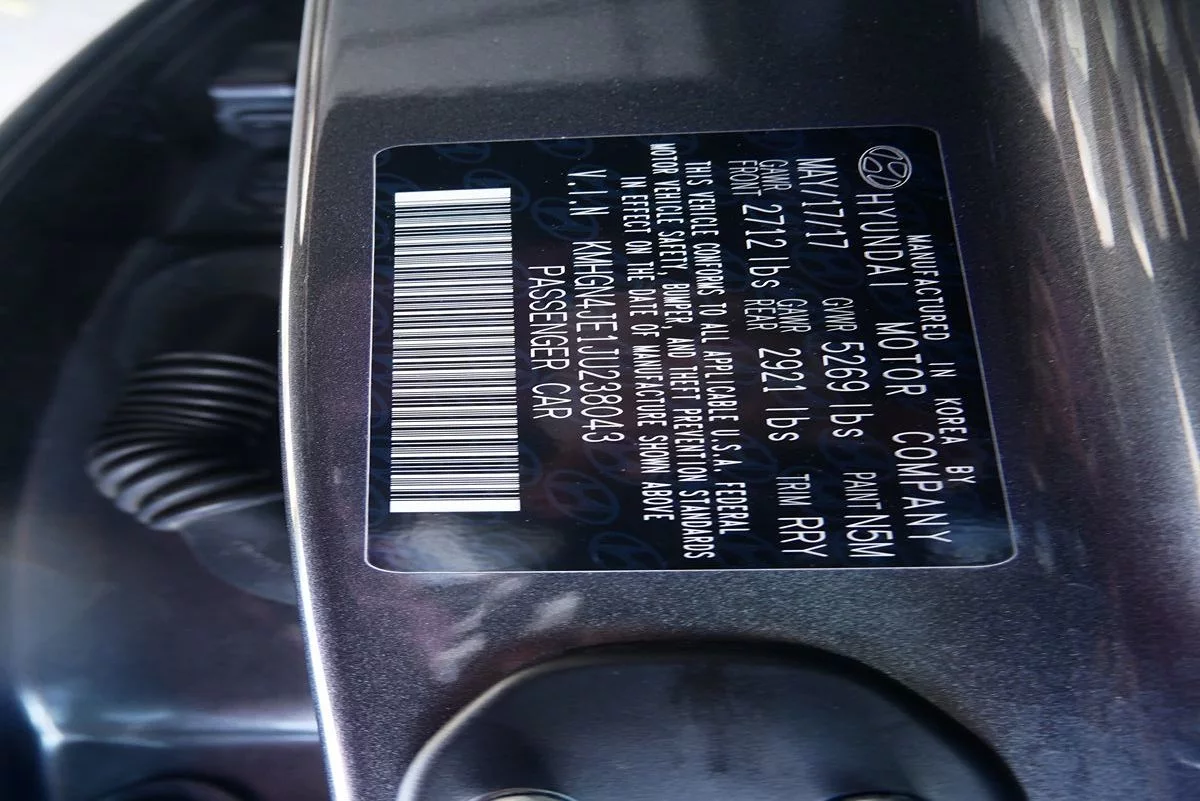 MANUFACTURED IN KOREA BY
HYUNDAI MOTOR COMPANY
MAY/17/17 GVWR 5269 lbs PAINT N5M
GAWR FRONT 2712 lbs GAWR REAR 2921 lbs TRIM RRY
THIS VEHICLE CONFORMS TO ALL APPLICABLE U.S.A. FEDERAL
MOTOR VEHICLE SAFETY, BUMPER, AND THEFT PREVENTION STANDARDS
IN EFFECT ON THE DATE OF MANUFACTURE SHOWN ABOVE
V.I.N KMHGN4JE1JU238043
PASSENGER CAR